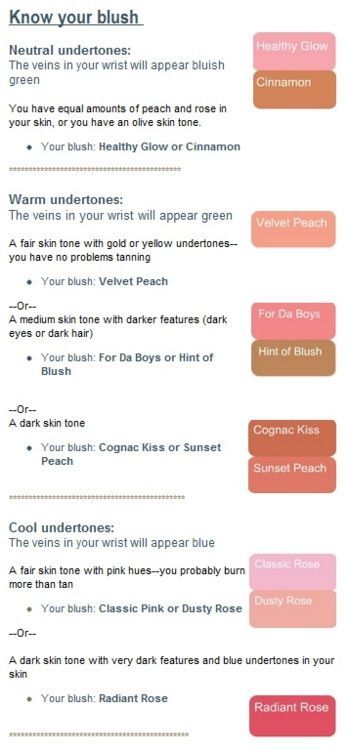 Know your blush
Neutral undertones:
The veins in your wrist will appear bluish
green
Healthy Glow
Cinnamon
You have equal amounts of peach and rose in
your skin, or you have an olive skin tone.
• Your blush: Healthy Glow or Cinnamon
********************************************
Warm undertones:
The veins in your wrist will appear green
Velvet Peach
A fair skin tone with gold or yellow undertones--
you have no problems tanning
• Your blush: Velvet Peach
--Or--
A medium skin tone with darker features (dark
eyes or dark hair)
For Da Boys
Hint of Blush
• Your blush: For Da Boys or Hint of
Blush
--Or--
A dark skin tone
Cognac Kiss
Sunset Peach
• Your blush: Cognac Kiss or Sunset
Peach
*********************************************
Cool undertones:
The veins in your wrist will appear blue
Classic Rose
Dusty Rose
A fair skin tone with pink hues--you probably burn
more than tan
• Your blush: Classic Pink or Dusty Rose
--Or--
A dark skin tone with very dark features and blue undertones in your
skin
• Your blush: Radiant Rose
Radiant Rose
**********************************************